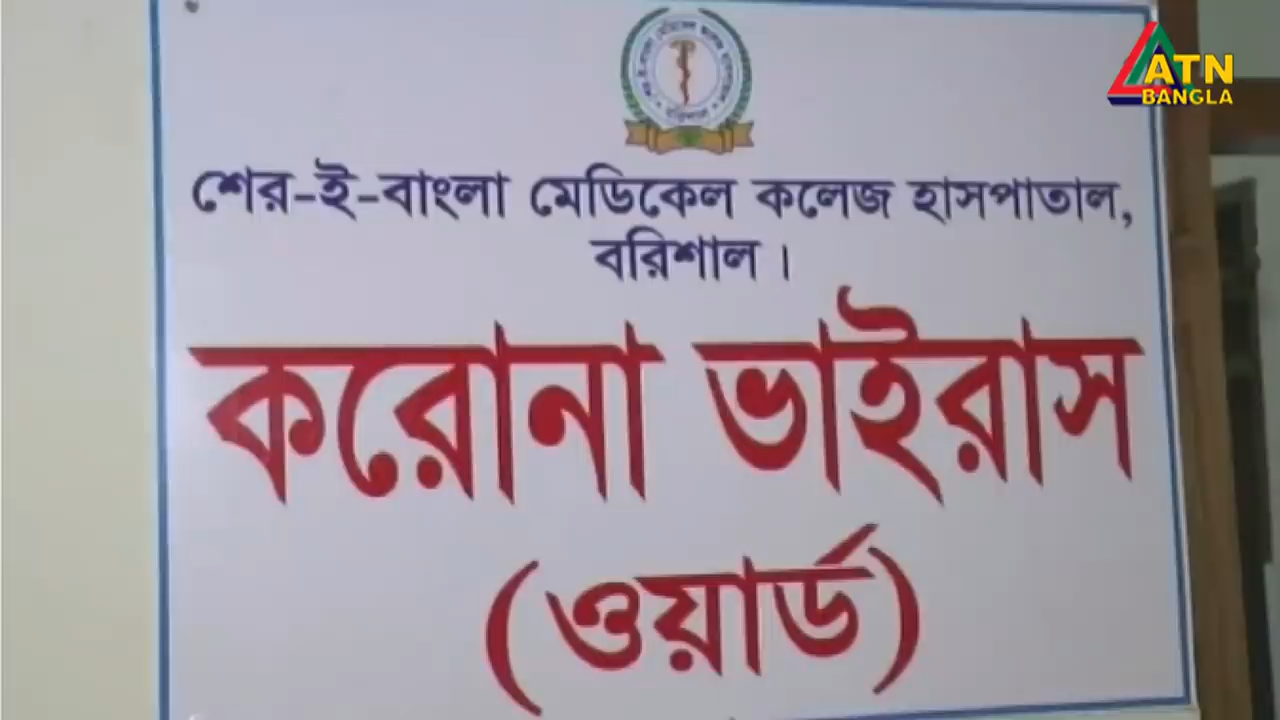 ATN
BANGLA
শের-ই-বাংলা মেডিকেল কলেজ হাসপাতাল,
বরিশাল।
করোনা ভাইরাস
(ওয়ার্ড)